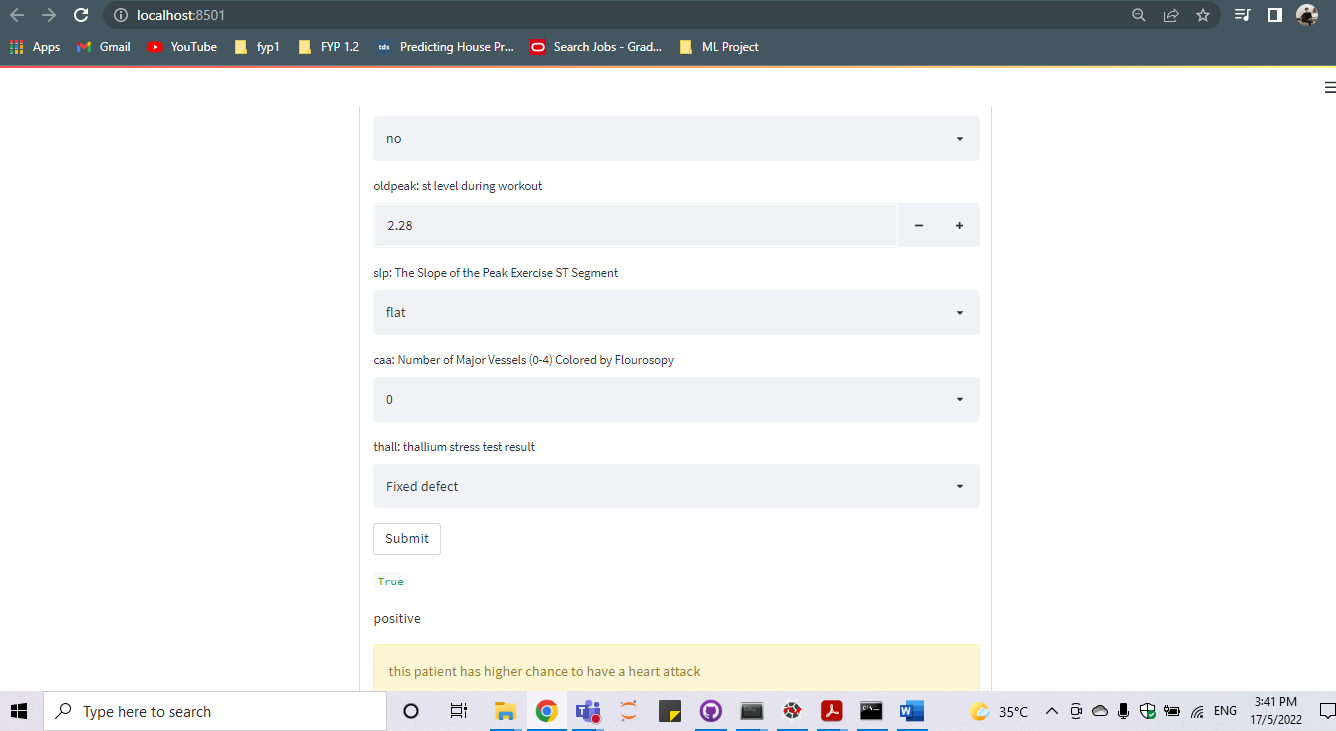 localhost:8501
Apps Gmail YouTube fyp1 FYP 1.2 tds Predicting House Pr... Search Jobs - Grad... ML Project
no
oldpeak: st level during workout
2.28
slp: The Slope of the Peak Exercise ST Segment
flat
caa: Number of Major Vessels (0-4) Colored by Flourosopy
0
thall: thallium stress test result
Fixed defect
Submit
True
positive
this patient has higher chance to have a heart attack
Type here to search
35°C ENG
3:41 PM
17/5/2022